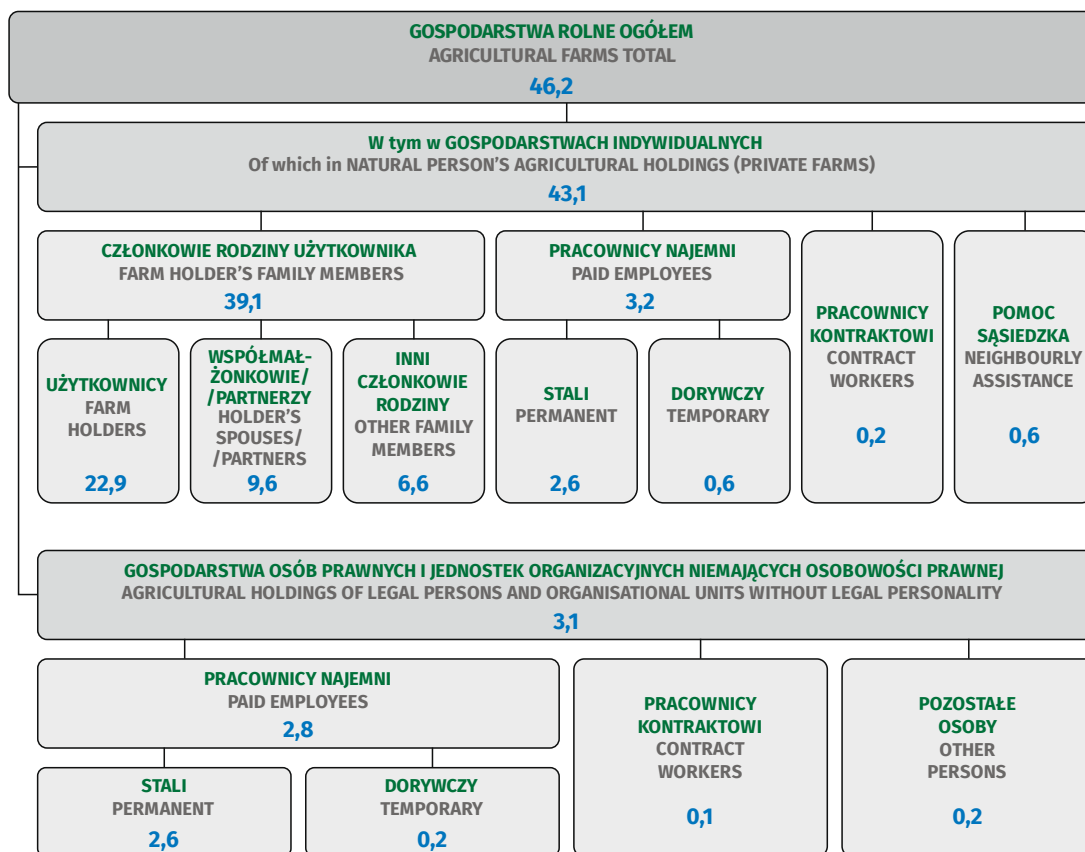 GOSPODARSTWA ROLNE OGÓŁEM
AGRICULTURAL FARMS TOTAL
46,2
W tym w GOSPODARSTWACH INDYWIDUALNYCH
Of which in NATURAL PERSON'S AGRICULTURAL HOLDINGS (PRIVATE FARMS)
43,1
CZŁONKOWIE RODZINY UŻYTKOWNIKA
FARM HOLDER'S FAMILY MEMBERS
39,1
PRACOWNICY NAJEMNI
PAID EMPLOYEES
3,2
PRACOWNICY
KONTRAKTOWI
CONTRACT
WORKERS
0,2
POMOC
SĄSIEDZKA
NEIGHBOURLY
ASSISTANCE
0,6
UŻYTKOWNICY
FARM
HOLDERS
22,9
WSPÓŁMAŁ-
ŻONKOWIE/
/PARTNERZY
HOLDER'S
SPOUSES/
/PARTNERS
9,6
INNI
CZŁONKOWIE
RODZINY
OTHER FAMILY
MEMBERS
6,6
STALI
PERMANENT
2,6
DORYWCZY
TEMPORARY
0,6
GOSPODARSTWA OSÓB PRAWNYCH I JEDNOSTEK ORGANIZACYJNYCH NIEMAJĄCYCH OSOBOWOŚCI PRAWNEJ
AGRICULTURAL HOLDINGS OF LEGAL PERSONS AND ORGANISATIONAL UNITS WITHOUT LEGAL PERSONALITY
3,1
PRACOWNICY NAJEMNI
PAID EMPLOYEES
2,8
STALI
PERMANENT
2,6
DORYWCZY
TEMPORARY
0,2
PRACOWNICY
KONTRAKTOWI
CONTRACT
WORKERS
0,1
POZOSTAŁE
OSOBY
OTHER
PERSONS
0,2